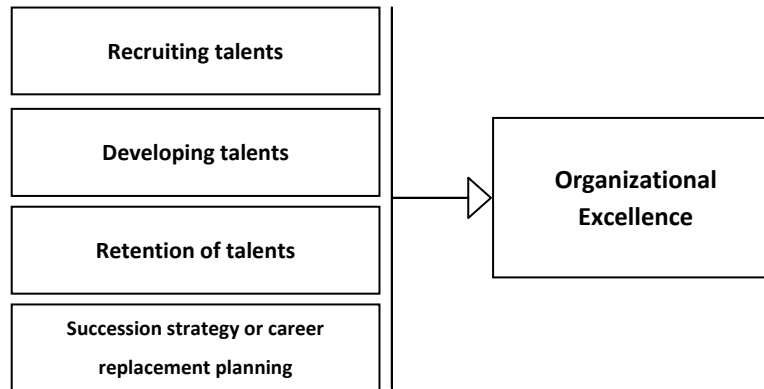 Recruiting talents
Developing talents
Retention of talents
Succession strategy or career
replacement planning
Organizational
Excellence